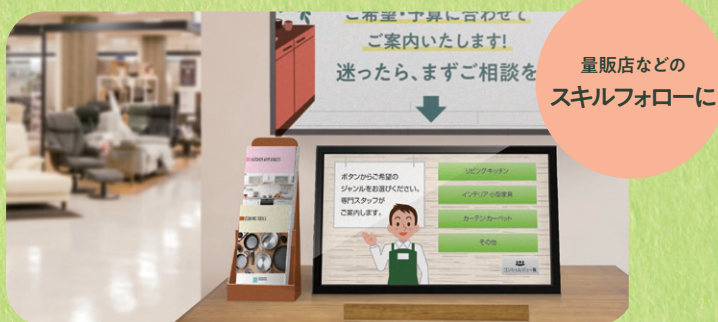 ご希望・予算に合わせて
ご案内いたします!
迷ったら、まずご相談を
量販店などの
スキルフォローに
ボタンからご希望の
ジャンルをお選びください。
専門スタッフが
ご案内します。
リビング・キッチン
インテリア小型家具
カーテン・カーペット
その他
KITCHEN APPLIANCES